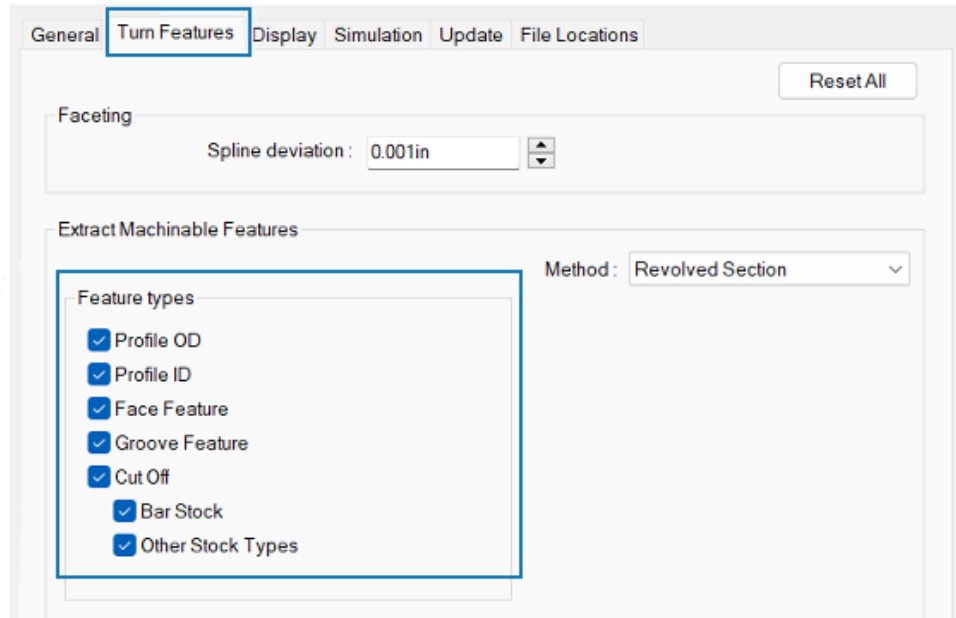 General Turn Features Display Simulation Update File Locations
Reset All
Faceting
Spline deviation : 0.001in
Extract Machinable Features
Method : Revolved Section
Feature types
Profile OD
Profile ID
Face Feature
Groove Feature
Cut Off
Bar Stock
Other Stock Types